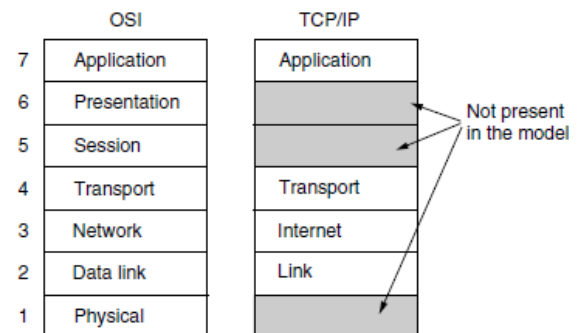 OSI TCP/IP
7 Application Application
6 Presentation
Not present
in the model
5 Session
4 Transport Transport
3 Network Internet
2 Data link Link
1 Physical